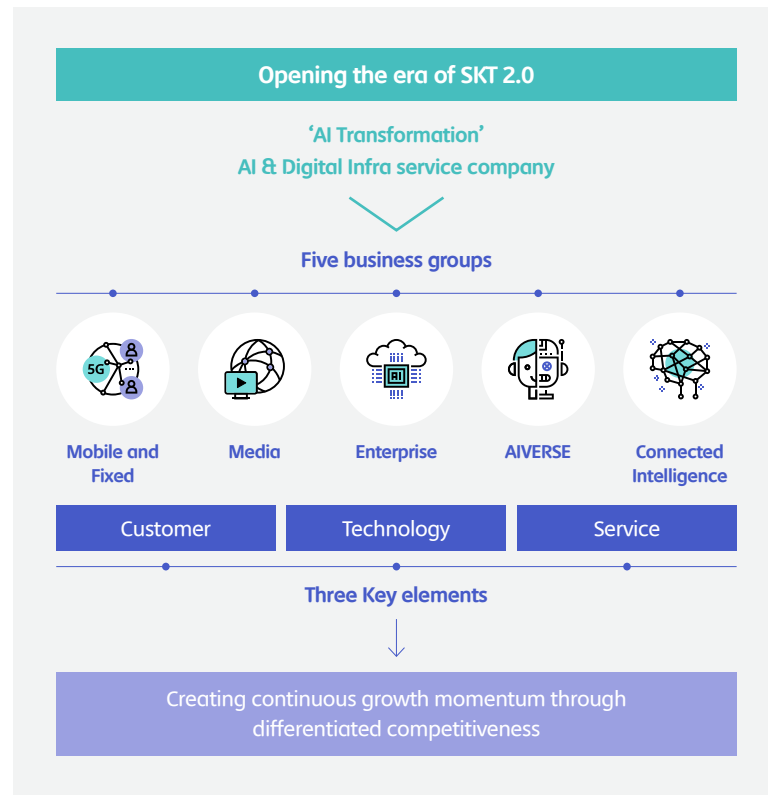 Opening the era of SKT 2.0
‘AI Transformation’
AI & Digital Infra service company
Five business groups
5G
AI
Mobile and
Fixed
Media
Enterprise
AIVERSE
Connected
Intelligence
Customer
Technology
Service
Three Key elements
Creating continuous growth momentum through
differentiated competitiveness